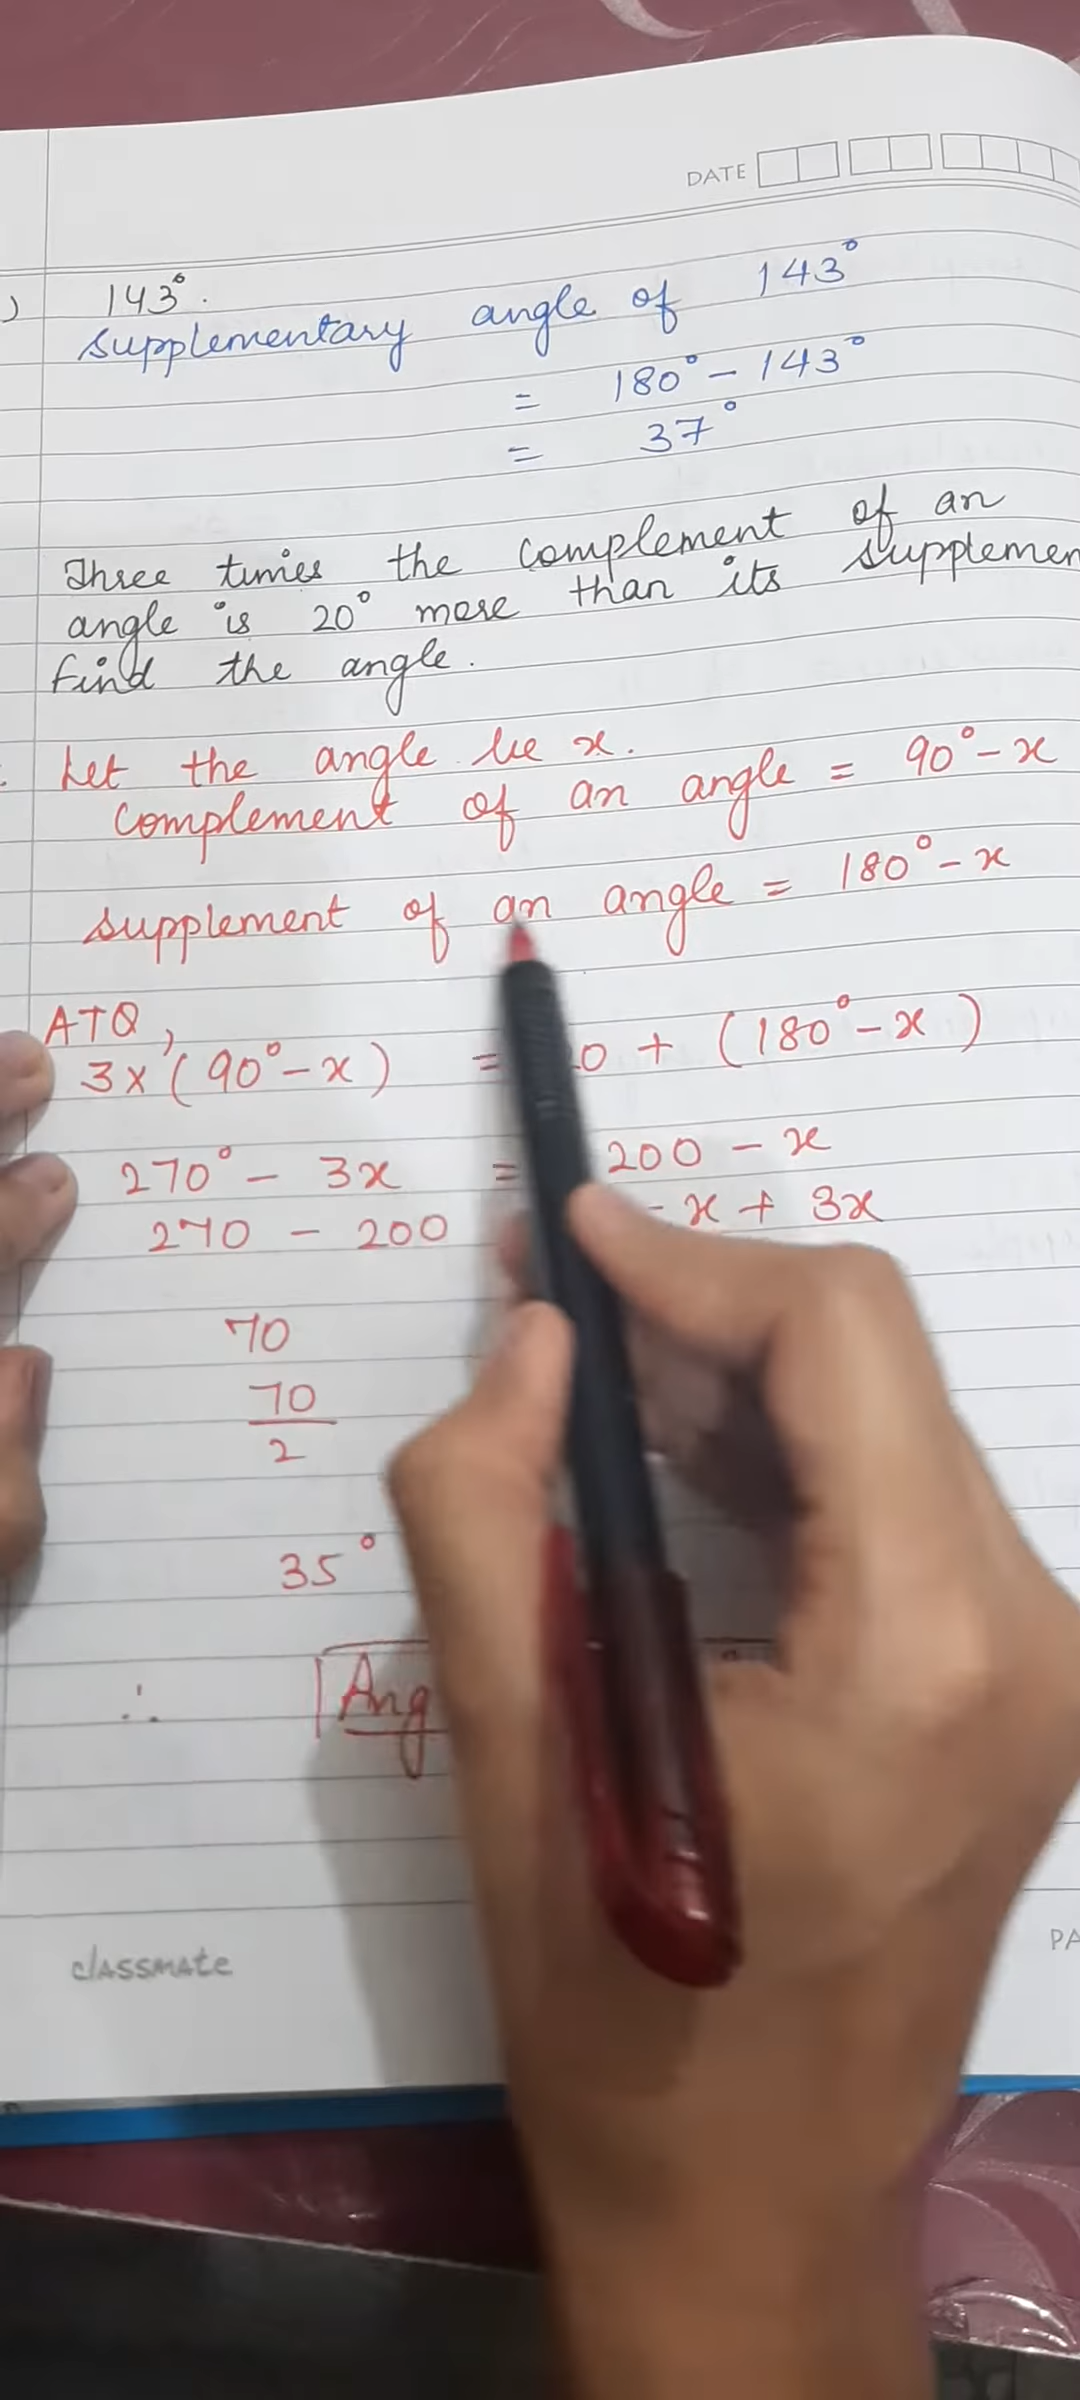 DATE
) 143°.
supplementary angle of 143°
= 180° - 143°
= 37°
Three times the complement of an
angle is 20° more than its supplemen
find the angle.
Let the angle be x.
Complement of an angle = 90° - x
supplement of an angle = 180° - x
ATQ,
3×(90° - x) = 0 + (180° - x)
270° - 3x = 200 - x
270 - 200 - x + 3x
70
70
2
35°
∴ Ang
classmate
PA